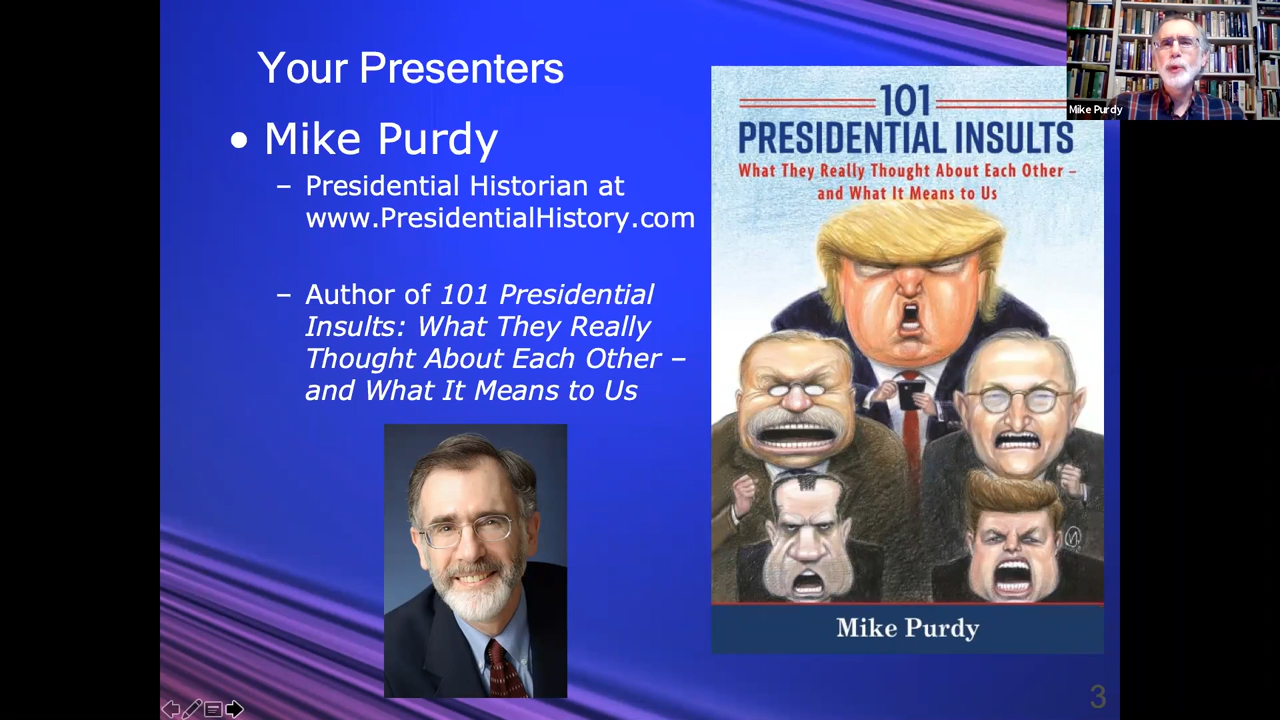 Your Presenters
• Mike Purdy
– Presidential Historian at
www.PresidentialHistory.com
– Author of 101 Presidential
Insults: What They Really
Thought About Each Other –
and What It Means to Us
101
PRESIDENTIAL INSULTS
What They Really Thought About Each Other –
and What It Means to Us
Mike Purdy
Mike Purdy
3